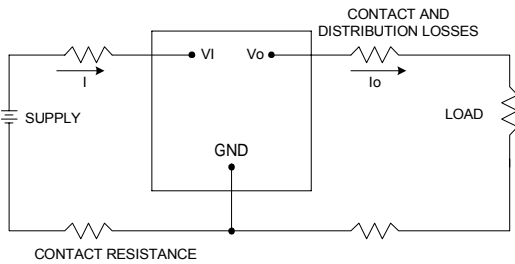 CONTACT AND
DISTRIBUTION LOSSES
VI
Vo
I
Io
SUPPLY
LOAD
GND
CONTACT RESISTANCE